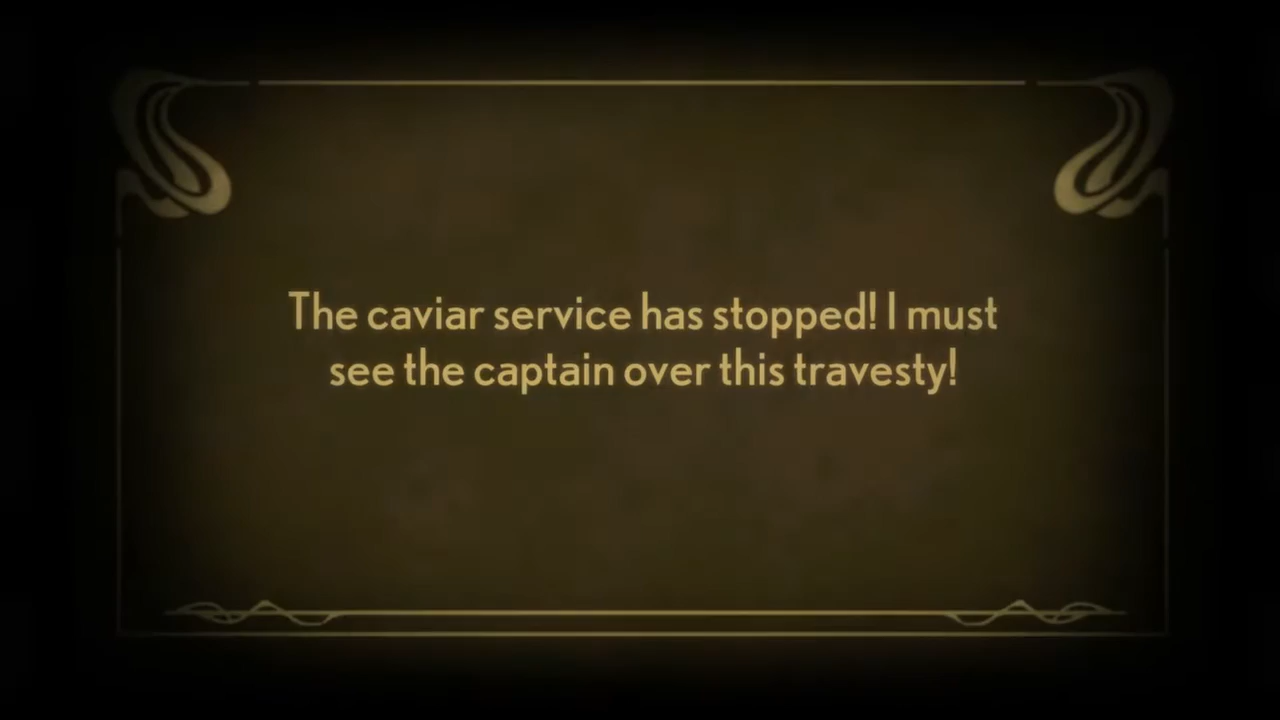 The caviar service has stopped! I must
see the captain over this travesty!